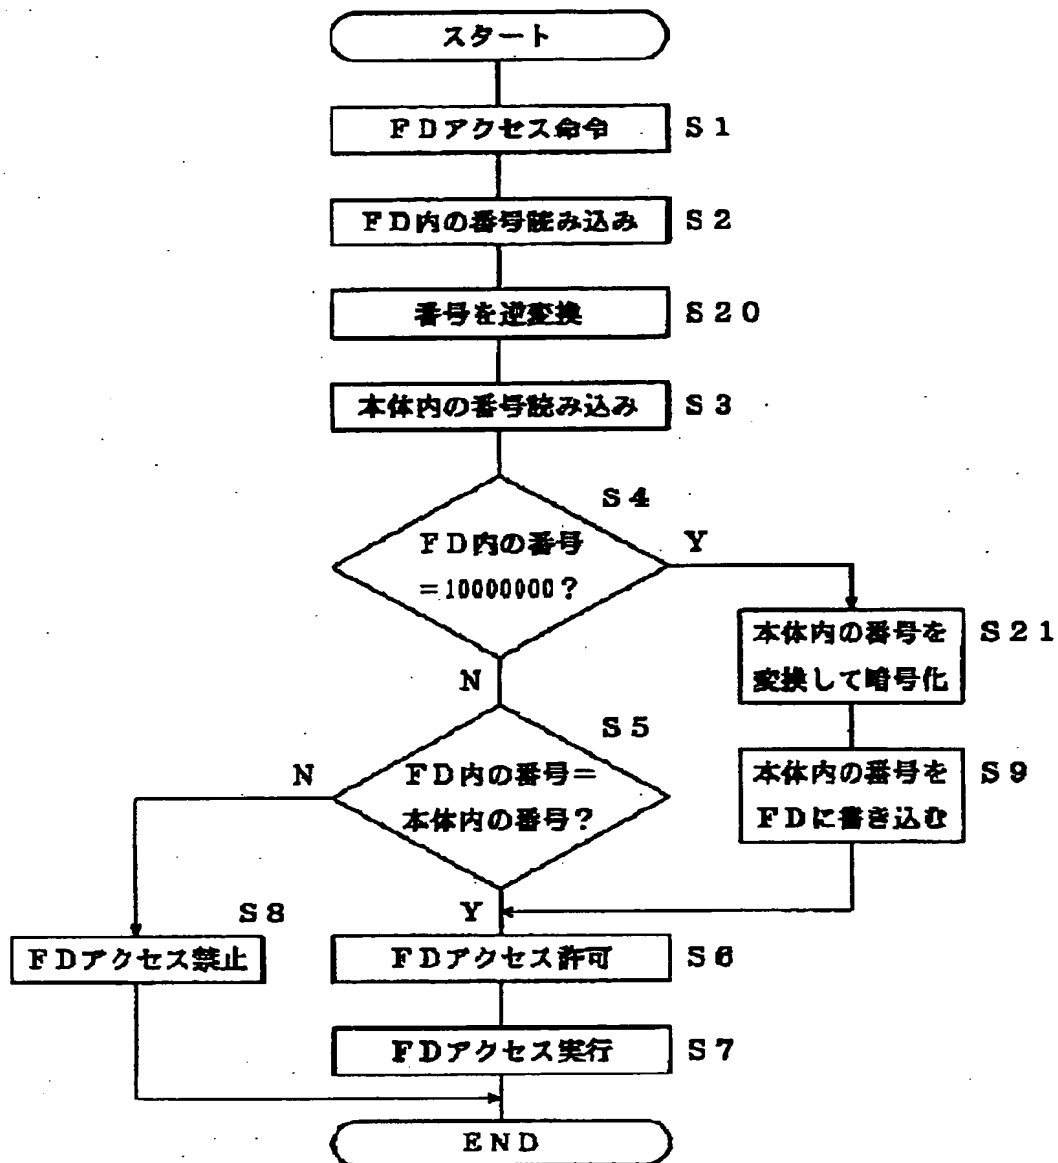 スタート
FDアクセス命令 S1
FD内の番号読み込み S2
番号を逆変換 S20
本体内の番号読み込み S3
S4
FD内の番号
=10000000?
Y
N
本体内の番号を
変換して暗号化
S21
S5
FD内の番号=
本体内の番号?
N
Y
本体内の番号を
FDに書き込む
S9
S8
FDアクセス禁止
FDアクセス許可 S6
FDアクセス実行 S7
END